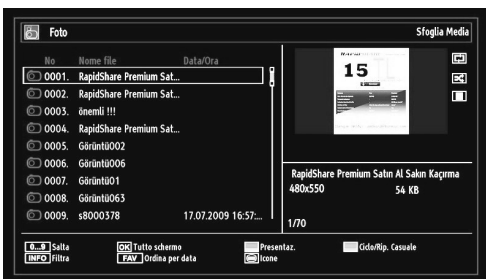 Foto
Sfoglia Media
No Nome file Data/Ora
0001. RapidShare Premium Sat...
0002. RapidShare Premium Sat...
0003. önemli !!!
0004. RapidShare Premium Sat...
0005. Görüntü002
0006. Görüntü006
0007. Görüntü01
0008. Görüntü063
0009. s8000378 17.07.2009 16:57:...
15
RapidShare Premium Satın Al Sakın Kaçırma
480x550 54 KB
1/70
0...9 Salta
OK Tutto schermo
Presentaz.
Ciclo/Rip. Casuale
INFO Filtra
FAV Ordina per data
Icone